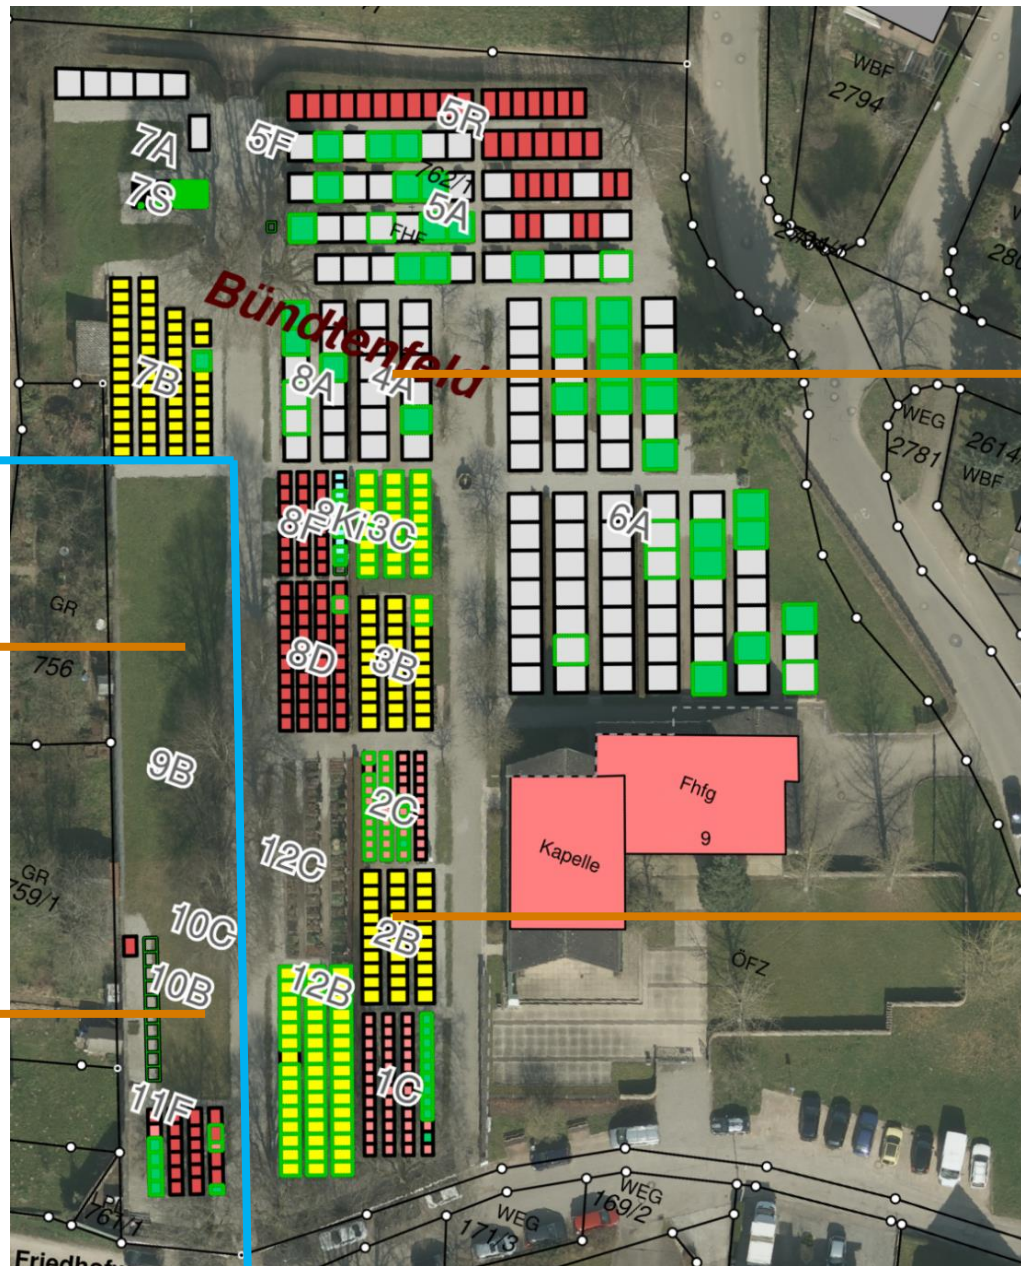 WBF
2794
5R
5F
7A
762/1
7S
5A
FHF
Bündtenfeld
7B
8A
4A
WEG
2781
2614
WBF
8F
8Ki
3C
6A
GR
756
8D
3B
9B
Fhfg
9
Kapelle
2C
12C
GR
759/1
10C
2B
ÖFZ
10B
12B
1C
11F
761/1
WEG
169/2
WEG
171/3